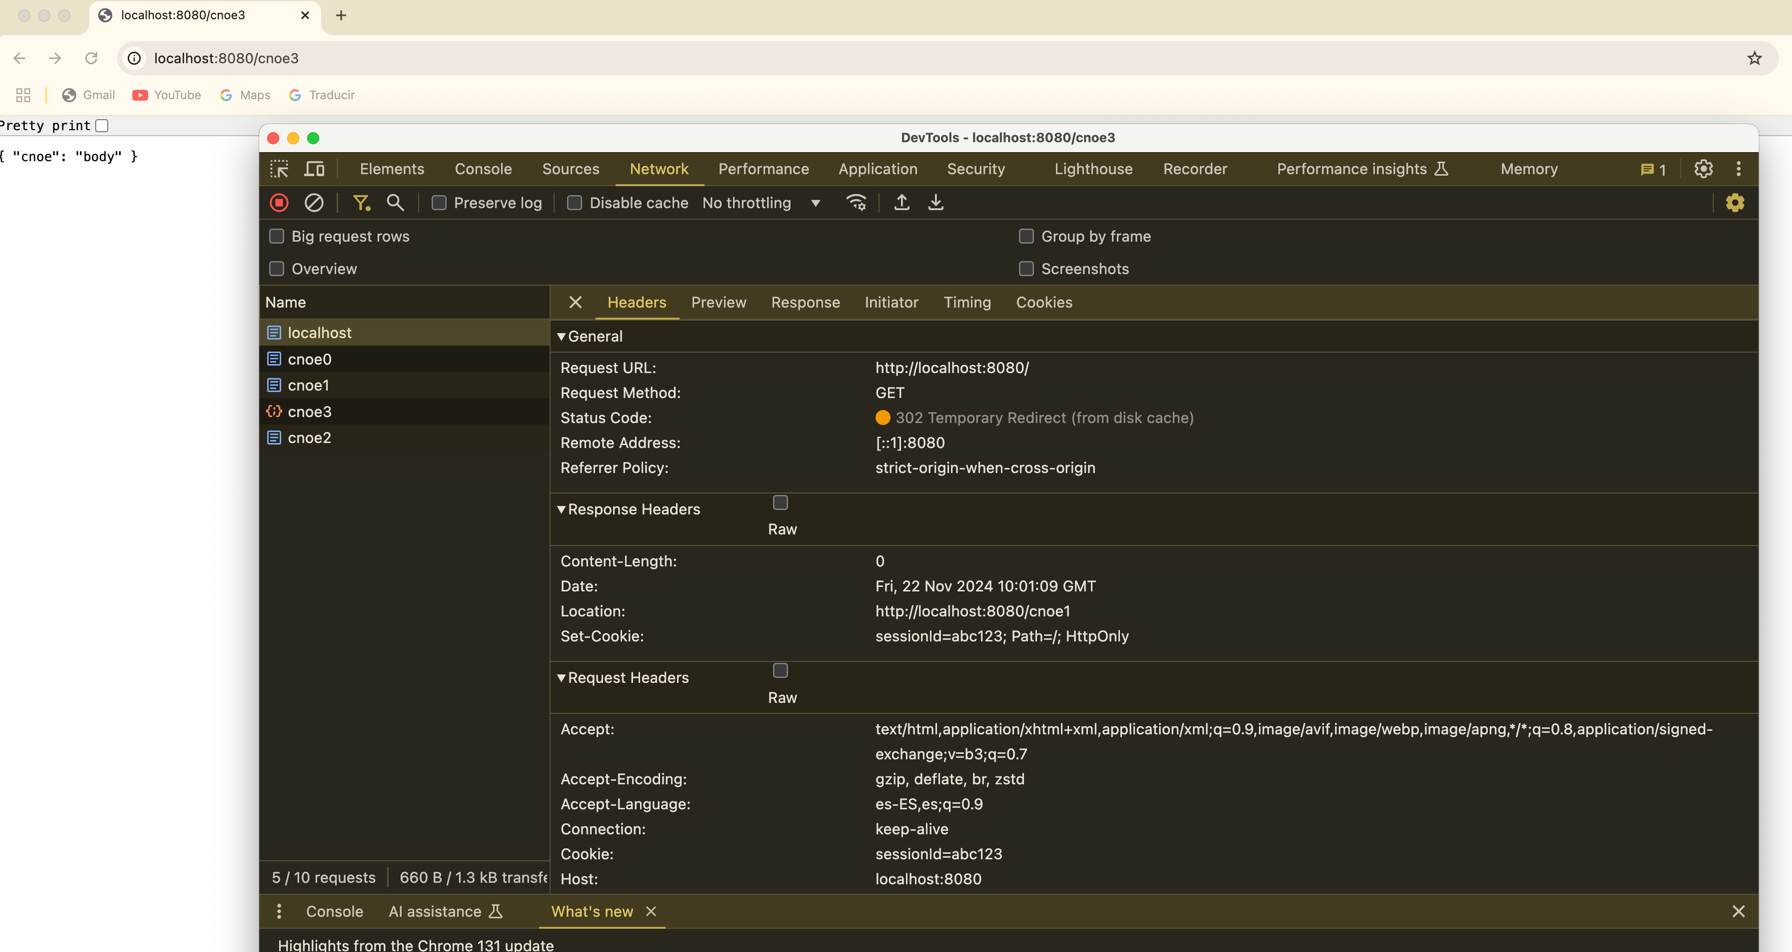 localhost:8080/cnoe3
localhost:8080/cnoe3
Gmail YouTube Maps Traducir
Pretty print
{ "cnoe": "body" }
DevTools - localhost:8080/cnoe3
Elements Console Sources Network Performance Application Security Lighthouse Recorder Performance insights Memory 1
Preserve log Disable cache No throttling
Big request rows Group by frame
Overview Screenshots
Name
localhost
cnoe0
cnoe1
cnoe3
cnoe2
Headers Preview Response Initiator Timing Cookies
General
Request URL: http://localhost:8080/
Request Method: GET
Status Code: 302 Temporary Redirect (from disk cache)
Remote Address: [::1]:8080
Referrer Policy: strict-origin-when-cross-origin
Response Headers
Raw
Content-Length: 0
Date: Fri, 22 Nov 2024 10:01:09 GMT
Location: http://localhost:8080/cnoe1
Set-Cookie: sessionId=abc123; Path=/; HttpOnly
Request Headers
Raw
Accept: text/html,application/xhtml+xml,application/xml;q=0.9,image/avif,image/webp,image/apng,*/*;q=0.8,application/signed-
exchange;v=b3;q=0.7
Accept-Encoding: gzip, deflate, br, zstd
Accept-Language: es-ES,es;q=0.9
Connection: keep-alive
Cookie: sessionId=abc123
Host: localhost:8080
5 / 10 requests 660 B / 1.3 kB transfe
Console AI assistance What's new
Highlights from the Chrome 131 update